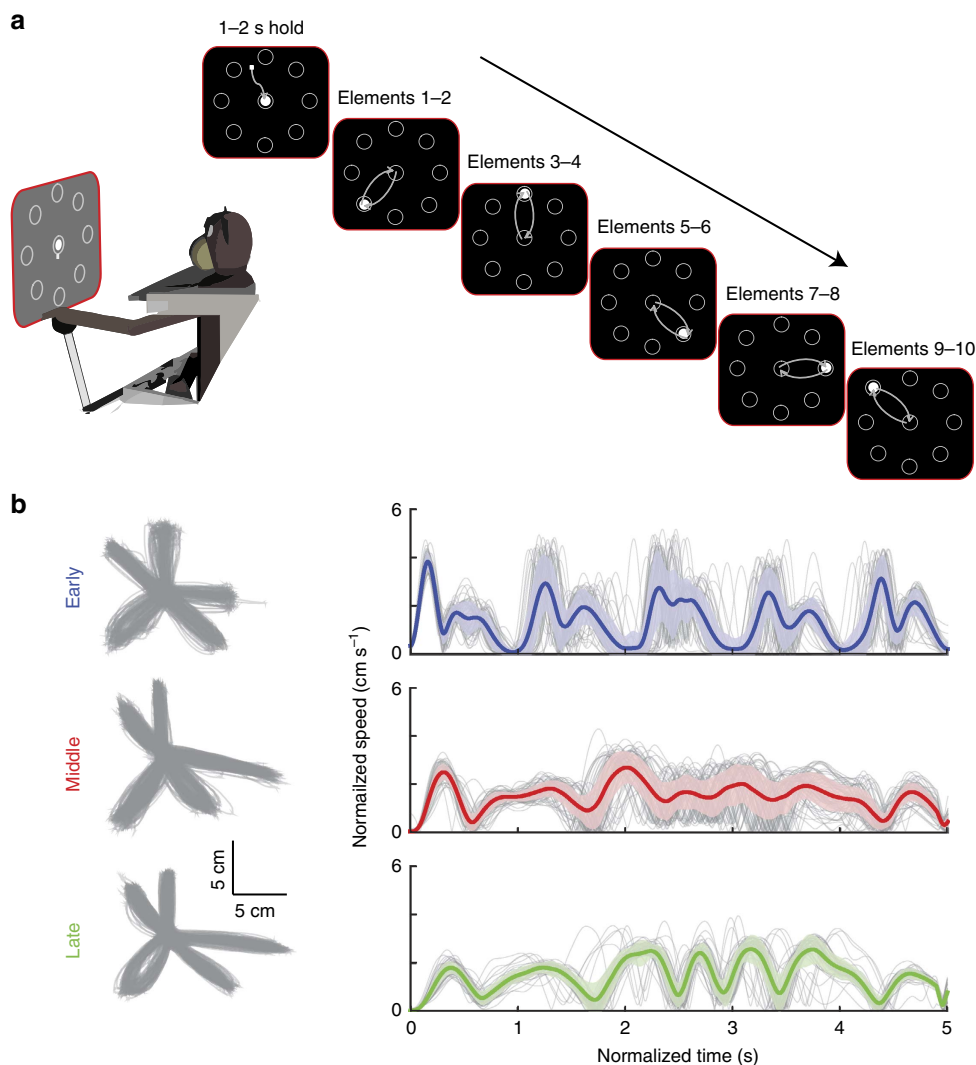 a
1–2 s hold
Elements 1–2
Elements 3–4
Elements 5–6
Elements 7–8
Elements 9–10
b
Early
Middle
Late
5 cm
5 cm
Normailzed speed (cm s⁻¹)
6
0
6
0
6
0
0 1 2 3 4 5
Normalized time (s)